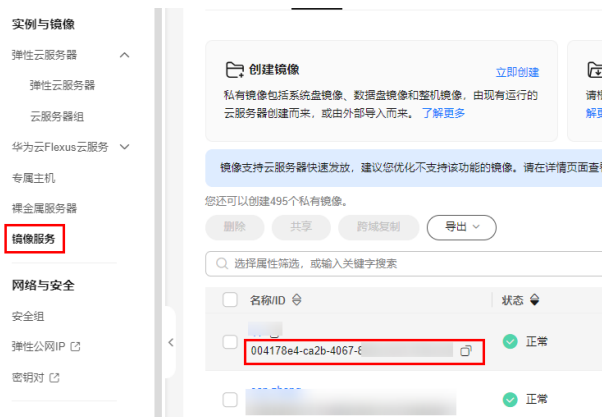 实例与镜像
弹性云服务器
弹性云服务器
云服务器组
华为云Flexus云服务
专属主机
裸金属服务器
镜像服务
网络与安全
安全组
弹性公网IP
密钥对
创建镜像
立即创建
私有镜像包括系统盘镜像、数据盘镜像和整机镜像，由现有运行的
云服务器创建而来，或由外部导入而来。 了解更多
镜像支持云服务器快速发放，建议您优化不支持该功能的镜像。请在详情页面查
您还可以创建495个私有镜像。
删除 共享 跨域复制 导出
选择属性筛选，或输入关键字搜索
名称/ID 状态
004178e4-ca2b-4067-8 正常
正常